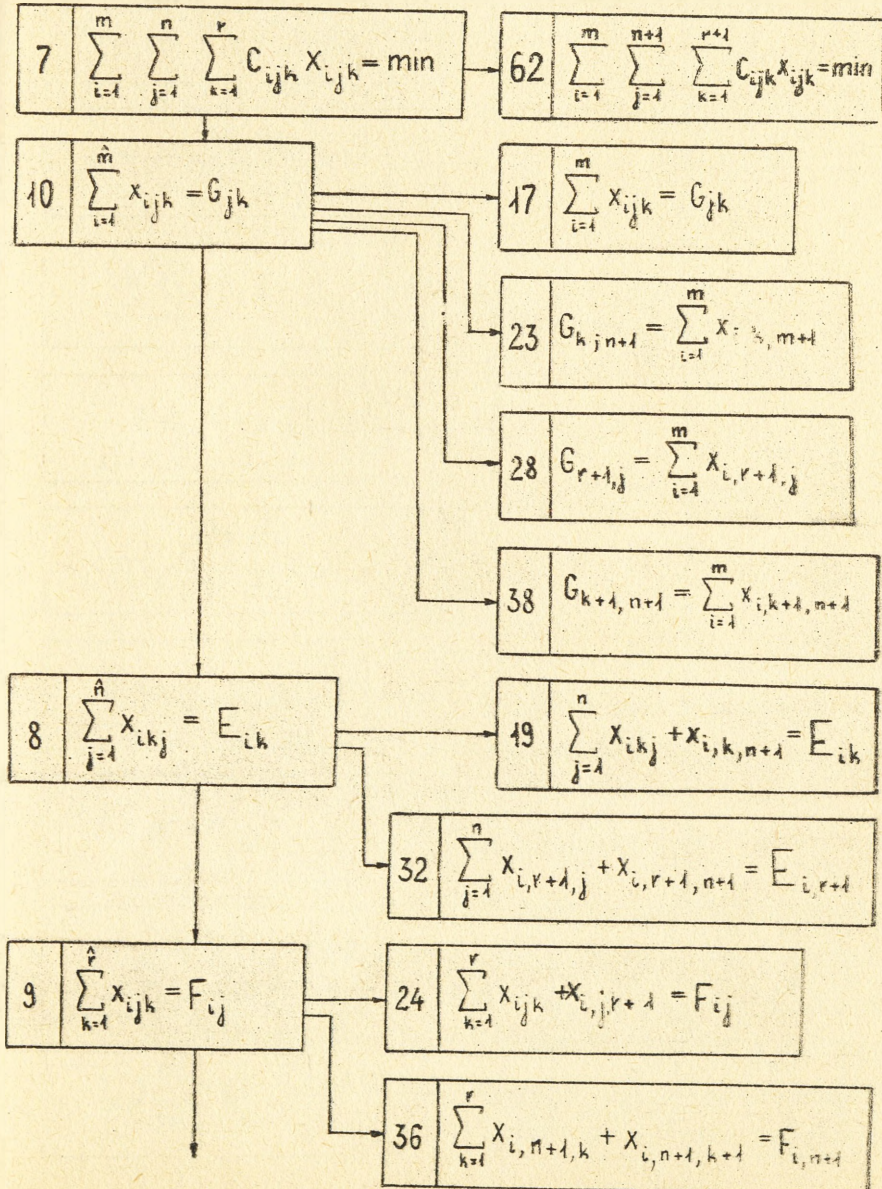 7 ∑_{i=1}^{m} ∑_{j=1}^{n} ∑_{k=1}^{r} C_{ijk} x_{ijk} = min
62 ∑_{i=1}^{m} ∑_{j=1}^{n+1} ∑_{k=1}^{r+1} C_{ijk} x_{ijk} = min
10 ∑_{i=1}^{m̂} x_{ijk} = G_{jk}
17 ∑_{i=1}^{m} x_{ijk} = G_{jk}
23 G_{k,n+1} = ∑_{i=1}^{m} x_{i,k,m+1}
28 G_{r+1,j} = ∑_{i=1}^{m} x_{i,r+1,j}
38 G_{k+1,n+1} = ∑_{i=1}^{m} x_{i,k+1,n+1}
8 ∑_{j=1}^{n̂} x_{ikj} = E_{ik}
19 ∑_{j=1}^{n} x_{ikj} + x_{i,k,n+1} = E_{ik}
32 ∑_{j=1}^{n} x_{i,r+1,j} + x_{i,r+1,n+1} = E_{i,r+1}
9 ∑_{k=1}^{r̂} x_{ijk} = F_{ij}
24 ∑_{k=1}^{r} x_{ijk} + x_{i,j,r+1} = F_{ij}
36 ∑_{k=1}^{r} x_{i,n+1,k} + x_{i,n+1,k+1} = F_{i,n+1}